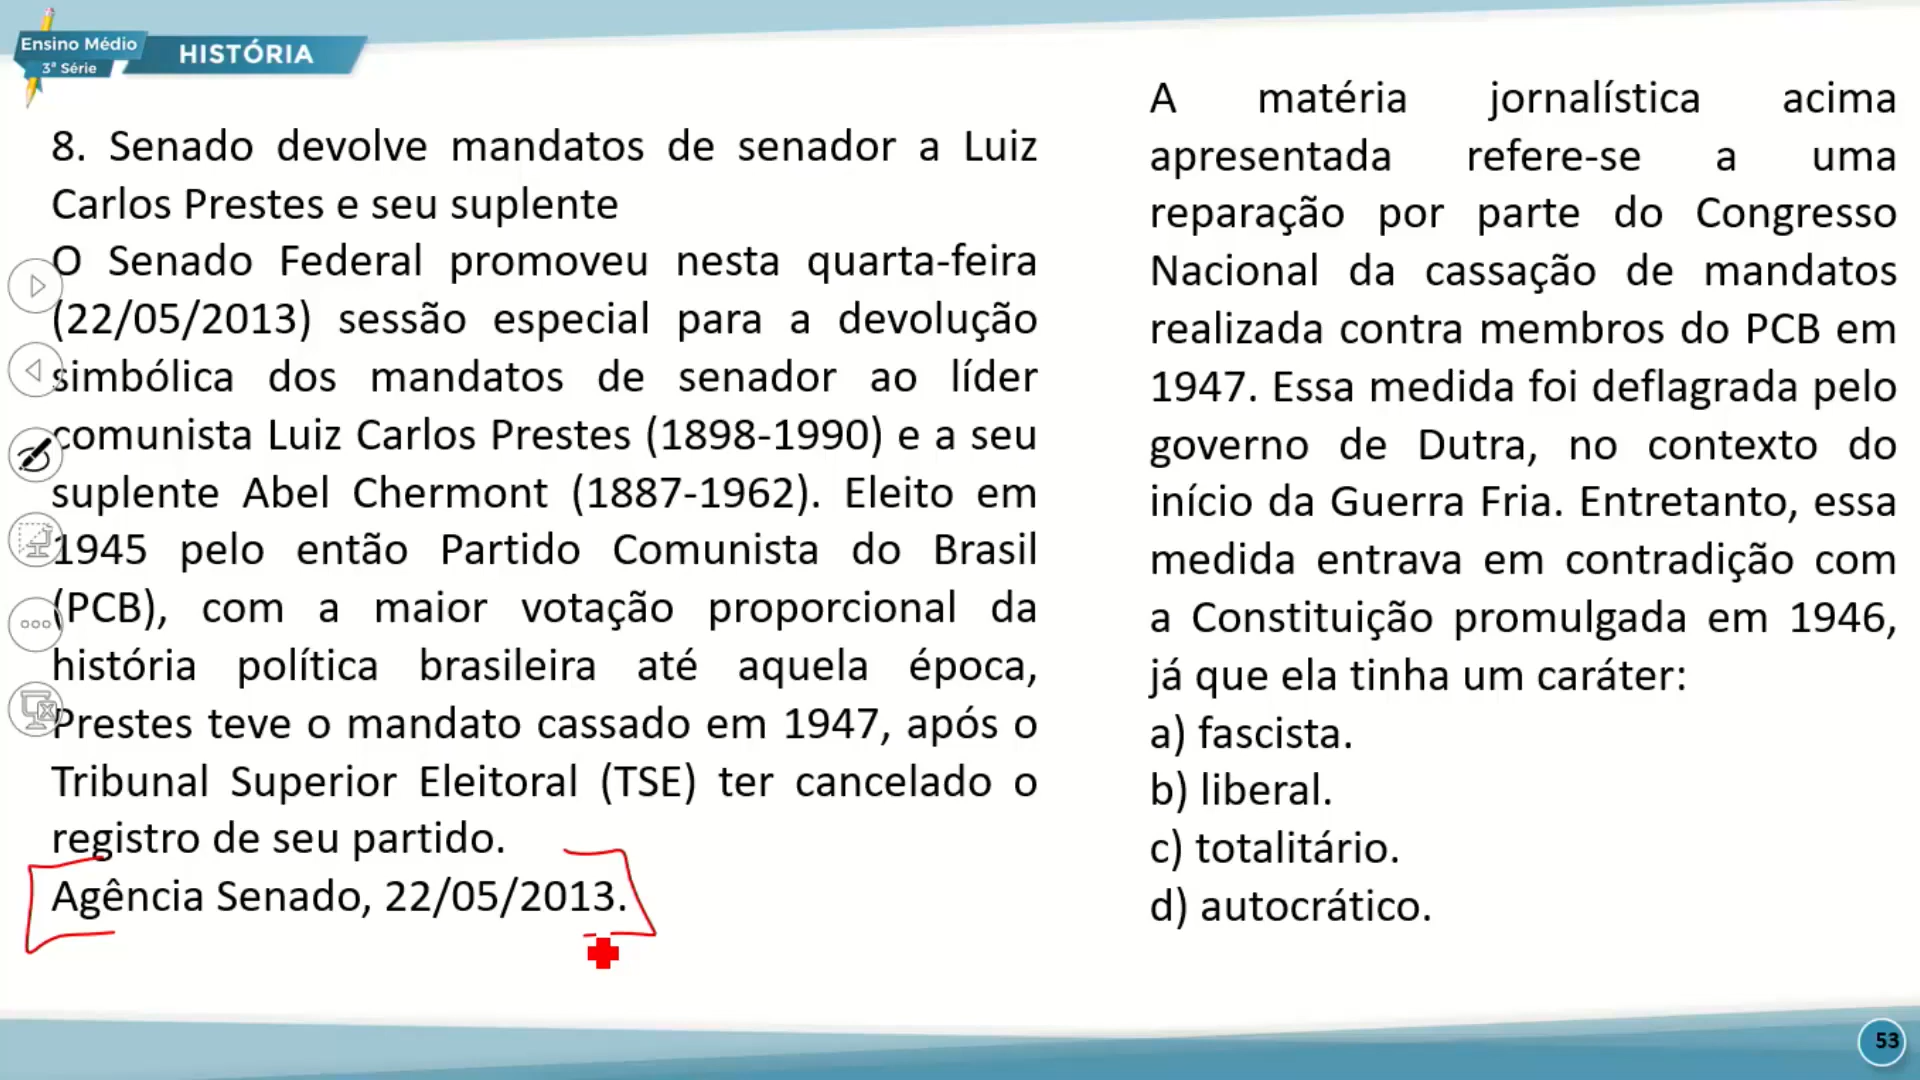 Ensino Médio
3ª Série
HISTÓRIA
8. Senado devolve mandatos de senador a Luiz
Carlos Prestes e seu suplente
O Senado Federal promoveu nesta quarta-feira
(22/05/2013) sessão especial para a devolução
simbólica dos mandatos de senador ao líder
comunista Luiz Carlos Prestes (1898-1990) e a seu
suplente Abel Chermont (1887-1962). Eleito em
1945 pelo então Partido Comunista do Brasil
(PCB), com a maior votação proporcional da
história política brasileira até aquela época,
Prestes teve o mandato cassado em 1947, após o
Tribunal Superior Eleitoral (TSE) ter cancelado o
registro de seu partido.
Agência Senado, 22/05/2013.
A matéria jornalística acima
apresentada refere-se a uma
reparação por parte do Congresso
Nacional da cassação de mandatos
realizada contra membros do PCB em
1947. Essa medida foi deflagrada pelo
governo de Dutra, no contexto do
início da Guerra Fria. Entretanto, essa
medida entrava em contradição com
a Constituição promulgada em 1946,
já que ela tinha um caráter:
a) fascista.
b) liberal.
c) totalitário.
d) autocrático.
53